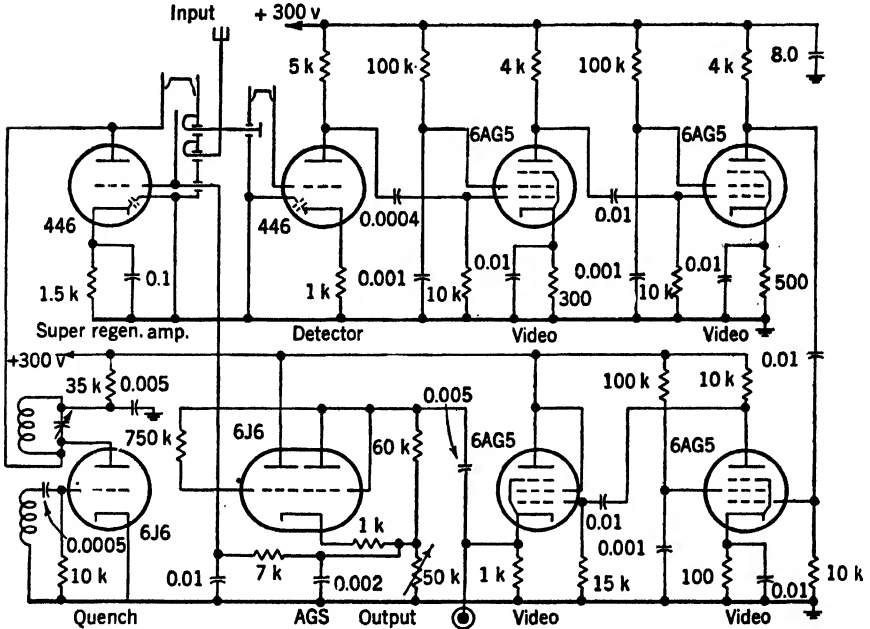 Input
+ 300 v
5 k
100 k
4 k
100 k
4 k
8.0
6AG5
6AG5
446
446
0.0004
0.01
1.5 k
0.1
1 k
0.001
10 k
0.01
300
0.001
10 k
0.01
500
Super regen. amp.
Detector
Video
Video
+300 v
35 k
0.005
0.005
100 k
10 k
0.01
750 k
6J6
60 k
6AG5
6AG5
6J6
0.0005
1 k
0.01
0.001
10 k
0.01
7 k
0.002
50 k
1 k
15 k
100
0.01
10 k
Quench
AGS
Output
Video
Video